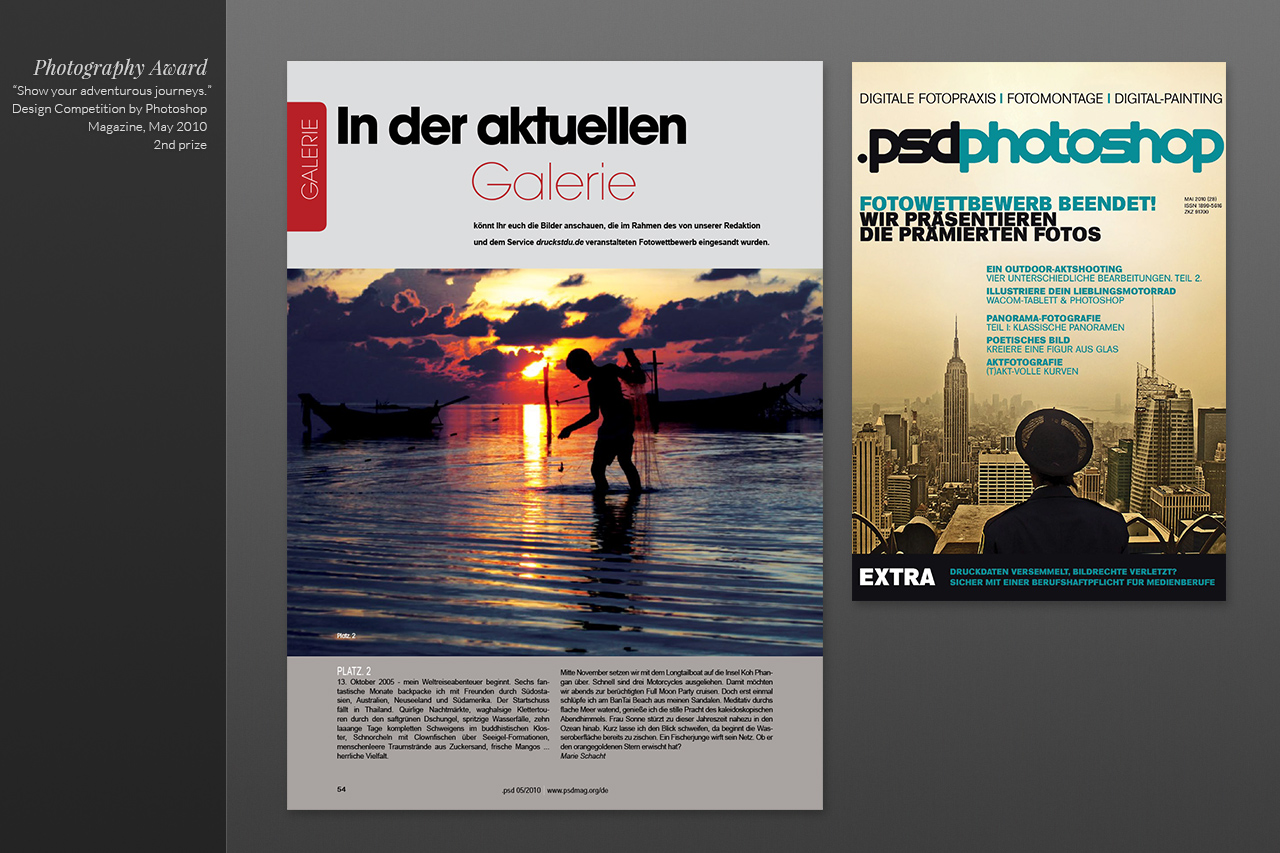 Photography Award
“Show your adventurous journeys.”
Design Competition by Photoshop
Magazine, May 2010
2nd prize
GALERIE
In der aktuellen
Galerie
könnt Ihr euch die Bilder anschauen, die im Rahmen des von unserer Redaktion
und dem Service druckstdu.de veranstalteten Fotowettbewerb eingesandt wurden.
Platz. 2
PLATZ. 2
13. Oktober 2005 - mein Weltreiseabenteuer beginnt. Sechs fan-
tastische Monate backpacke ich mit Freunden durch Südosta-
sien, Australien, Neuseeland und Südamerika. Der Startschuss
fällt in Thailand. Quirlige Nachtmärkte, waghalsige Klettertou-
ren durch den saftgrünen Dschungel, spritzige Wasserfälle, zehn
laaange Tage kompletten Schweigens im buddhistischen Klos-
ter, Schnorcheln mit Clownfischen über Seeigel-Formationen,
menschenleere Traumstrände aus Zuckersand, frische Mangos ...
herrliche Vielfalt.
Mitte November setzen wir mit dem Longtailboat auf die Insel Koh Phan-
gan über. Schnell sind drei Motorcycles ausgeliehen. Damit möchten
wir abends zur berüchtigten Full Moon Party cruisen. Doch erst einmal
schlüpfe ich am BanTai Beach aus meinen Sandalen. Meditativ durchs
flache Meer watend, genieße ich die stille Pracht des kaleidoskopischen
Abendhimmels. Frau Sonne stürzt zu dieser Jahreszeit nahezu in den
Ozean hinab. Kurz lasse ich den Blick schweifen, da beginnt die Was-
seroberfläche bereits zu zischen. Ein Fischerjunge wirft sein Netz. Ob er
den orangegoldenen Stern erwischt hat?
Marie Schacht
54
.psd 05/2010 www.psdmag.org/de
DIGITALE FOTOPRAXIS I FOTOMONTAGE I DIGITAL-PAINTING
.psdphotoshop
FOTOWETTBEWERB BEENDET!
WIR PRÄSENTIEREN
DIE PRÄMIERTEN FOTOS
MAI 2010 (28)
ISSN 1899-5616
ZKZ 91700
EIN OUTDOOR-AKTSHOOTING
VIER UNTERSCHIEDLICHE BEARBEITUNGEN. TEIL 2.
ILLUSTRIERE DEIN LIEBLINGSMOTORRAD
WACOM-TABLETT & PHOTOSHOP
PANORAMA-FOTOGRAFIE
TEIL I: KLASSISCHE PANORAMEN
POETISCHES BILD
KREIERE EINE FIGUR AUS GLAS
AKTFOTOGRAFIE
(T)AKT-VOLLE KURVEN
EXTRA
DRUCKDATEN VERSEMMELT, BILDRECHTE VERLETZT?
SICHER MIT EINER BERUFSHAFTPFLICHT FÜR MEDIENBERUFE